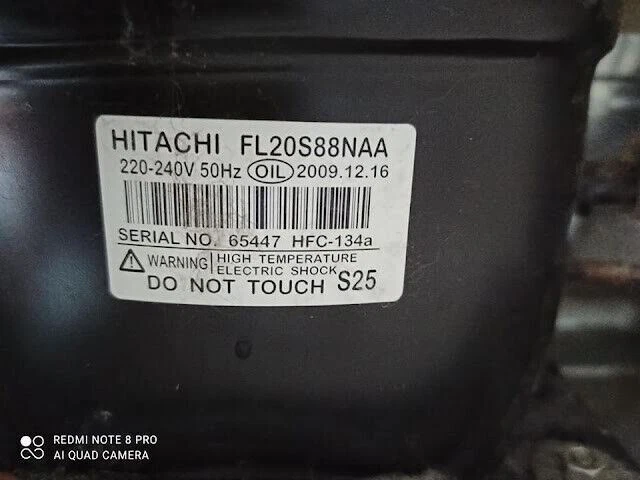 HITACHI FL20S88NAA
220-240V 50Hz OIL 2009.12.16
SERIAL NO. 65447 HFC-134a
WARNING HIGH TEMPERATURE
ELECTRIC SHOCK
DO NOT TOUCH S25
REDMI NOTE 8 PRO
AI QUAD CAMERA